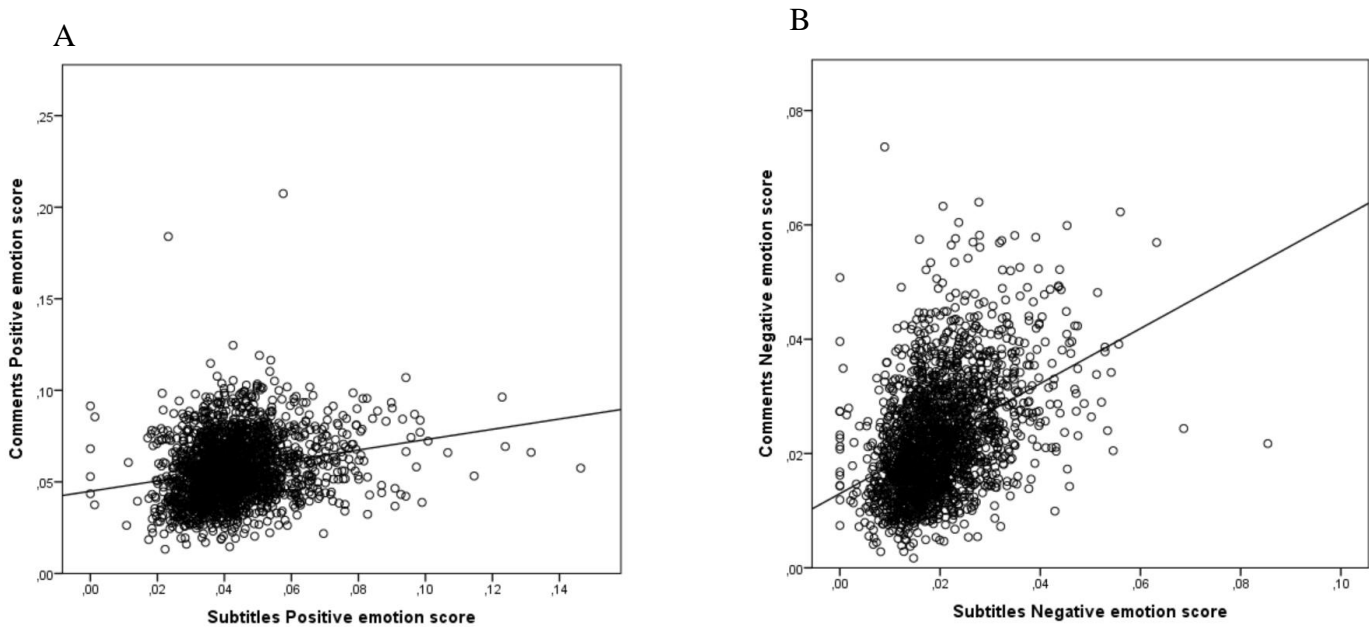 A
Comments Positive emotion score
,25
,20
,15
,10
,05
,00
,00 ,02 ,04 ,06 ,08 ,10 ,12 ,14
Subtitles Positive emotion score
B
Comments Negative emotion score
,08
,06
,04
,02
,00
,00 ,02 ,04 ,06 ,08 ,10
Subtitles Negative emotion score